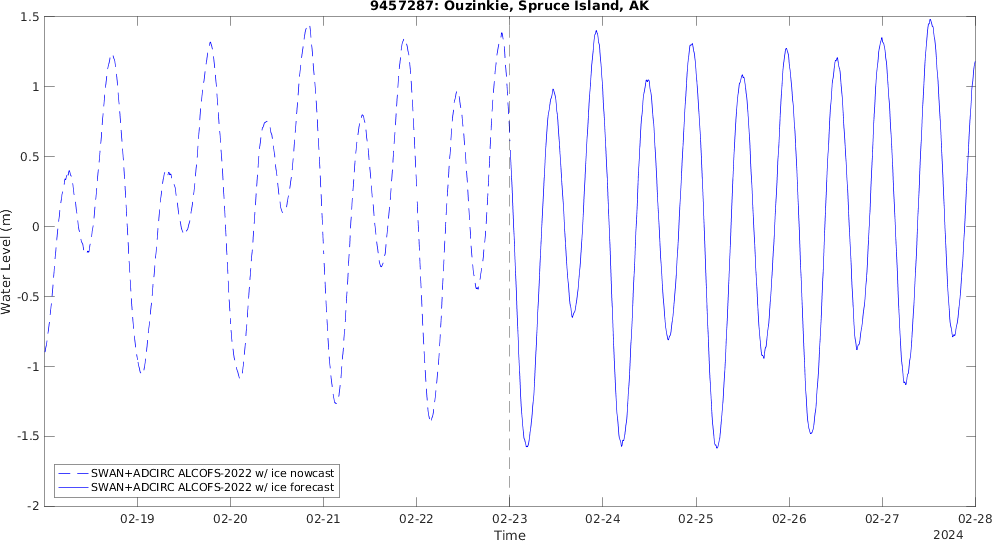 9457287: Ouzinkie, Spruce Island, AK
1.5
1
0.5
0
-0.5
-1
-1.5
-2
Water Level (m)
SWAN+ADCIRC ALCOFS-2022 w/ ice nowcast
SWAN+ADCIRC ALCOFS-2022 w/ ice forecast
02-19 02-20 02-21 02-22 02-23 02-24 02-25 02-26 02-27 02-28
Time
2024